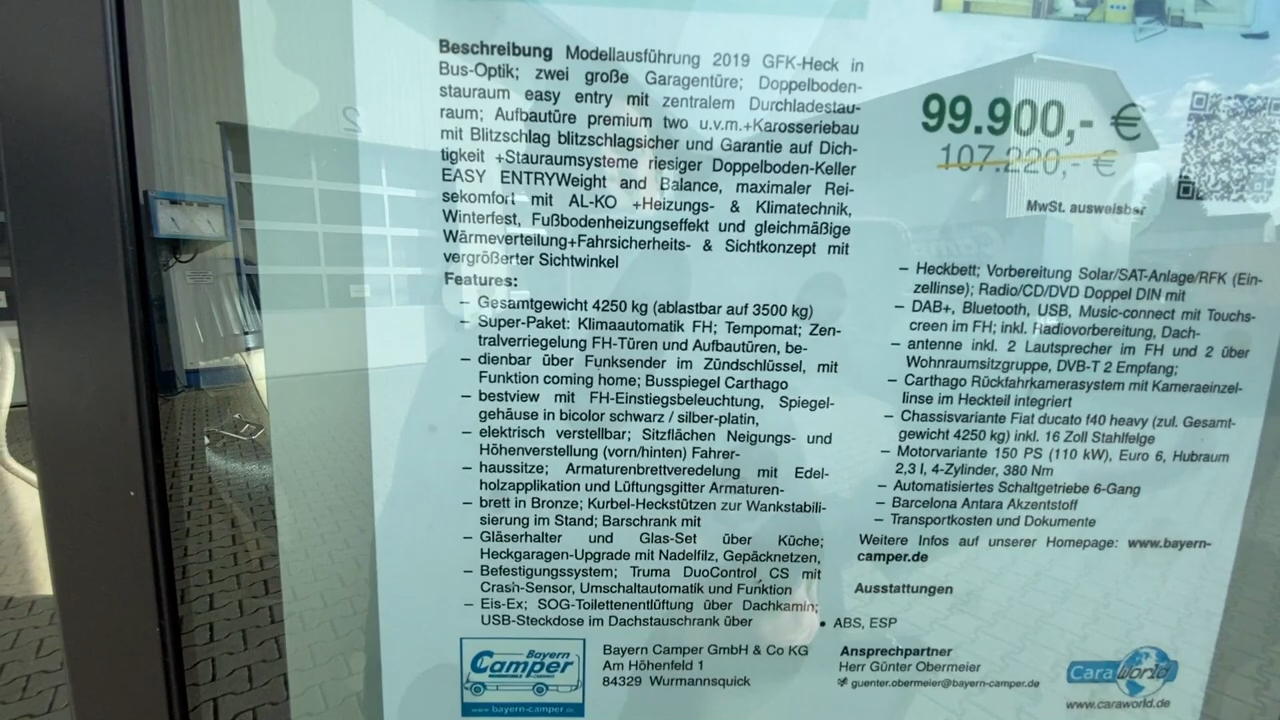 Beschreibung Modellausführung 2019 GFK-Heck in
Bus-Optik; zwei große Garagentüre; Doppelboden-
stauraum easy entry mit zentralem Durchladestau-
raum; Aufbautüre premium two u.v.m.+Karosseriebau
mit Blitzschlag blitzschlagsicher und Garantie auf Dich-
tigkeit +Stauraumsysteme riesiger Doppelboden-Keller
EASY ENTRYWeight and Balance, maximaler Rei-
sekomfort mit AL-KO +Heizungs- & Klimatechnik,
Winterfest, Fußbodenheizungseffekt und gleichmäßige
Wärmeverteilung+Fahrsicherheits- & Sichtkonzept mit
vergrößerter Sichtwinkel
Features:
– Gesamtgewicht 4250 kg (ablastbar auf 3500 kg)
– Super-Paket: Klimaautomatik FH; Tempomat; Zen-
tralverriegelung FH-Türen und Aufbautüren, be-
– dienbar über Funksender im Zündschlüssel, mit
Funktion coming home; Busspiegel Carthago
– bestview mit FH-Einstiegsbeleuchtung, Spiegel-
gehäuse in bicolor schwarz / silber-platin,
– elektrisch verstellbar; Sitzflächen Neigungs- und
Höhenverstellung (vorn/hinten) Fahrer-
– haussitze; Armaturenbrettveredelung mit Edel-
holzapplikation und Lüftungsgitter Armaturen-
– brett in Bronze; Kurbel-Heckstützen zur Wankstabili-
sierung im Stand; Barschrank mit
– Gläserhalter und Glas-Set über Küche;
Heckgaragen-Upgrade mit Nadelfilz, Gepäcknetzen,
– Befestigungssystem; Truma DuoControl CS mit
Crash-Sensor, Umschaltautomatik und Funktion
– Eis-Ex; SOG-Toilettenentlüftung über Dachkamin;
USB-Steckdose im Dachstauschrank über
99.900,- €
107.220,- €
MwSt. ausweisbar
– Heckbett; Vorbereitung Solar/SAT-Anlage/RFK (Ein-
zellinse); Radio/CD/DVD Doppel DIN mit
– DAB+, Bluetooth, USB, Music-connect mit Touchs-
creen im FH; inkl. Radiovorbereitung, Dach-
– antenne inkl. 2 Lautsprecher im FH und 2 über
Wohnraumsitzgruppe, DVB-T 2 Empfang;
– Carthago Rückfahrkamerasystem mit Kameraeinzel-
linse im Heckteil integriert
– Chassisvariante Fiat ducato f40 heavy (zul. Gesamt-
gewicht 4250 kg) inkl. 16 Zoll Stahlfelge
– Motorvariante 150 PS (110 kW), Euro 6, Hubraum
2,3 l, 4-Zylinder, 380 Nm
– Automatisiertes Schaltgetriebe 6-Gang
– Barcelona Antara Akzentstoff
– Transportkosten und Dokumente
Weitere Infos auf unserer Homepage: www.bayern-
camper.de
Ausstattungen
• ABS, ESP
Bayern
Camper
www.bayern-camper.de
Bayern Camper GmbH & Co KG
Am Höhenfeld 1
84329 Wurmannsquick
Ansprechpartner
Herr Günter Obermeier
guenter.obermeier@bayern-camper.de
Caraworld
www.caraworld.de